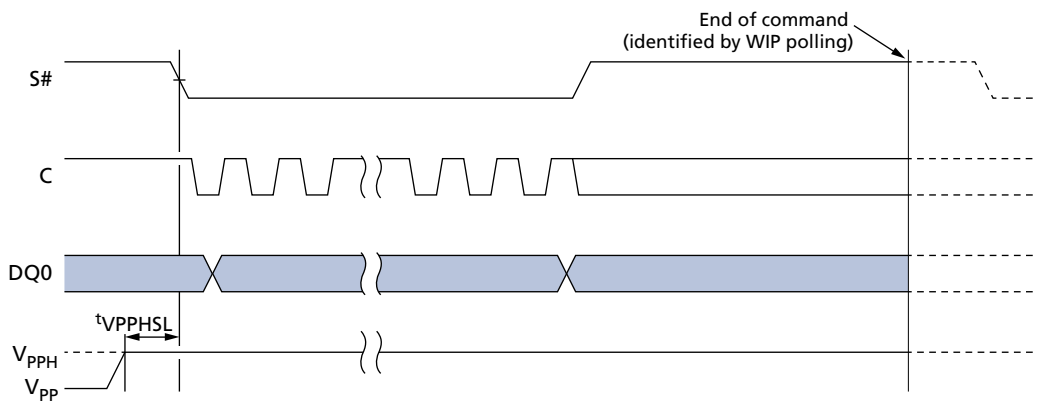 End of command
(identified by WIP polling)
S#
C
DQ0
tVPPHSL
VPPH
VPP